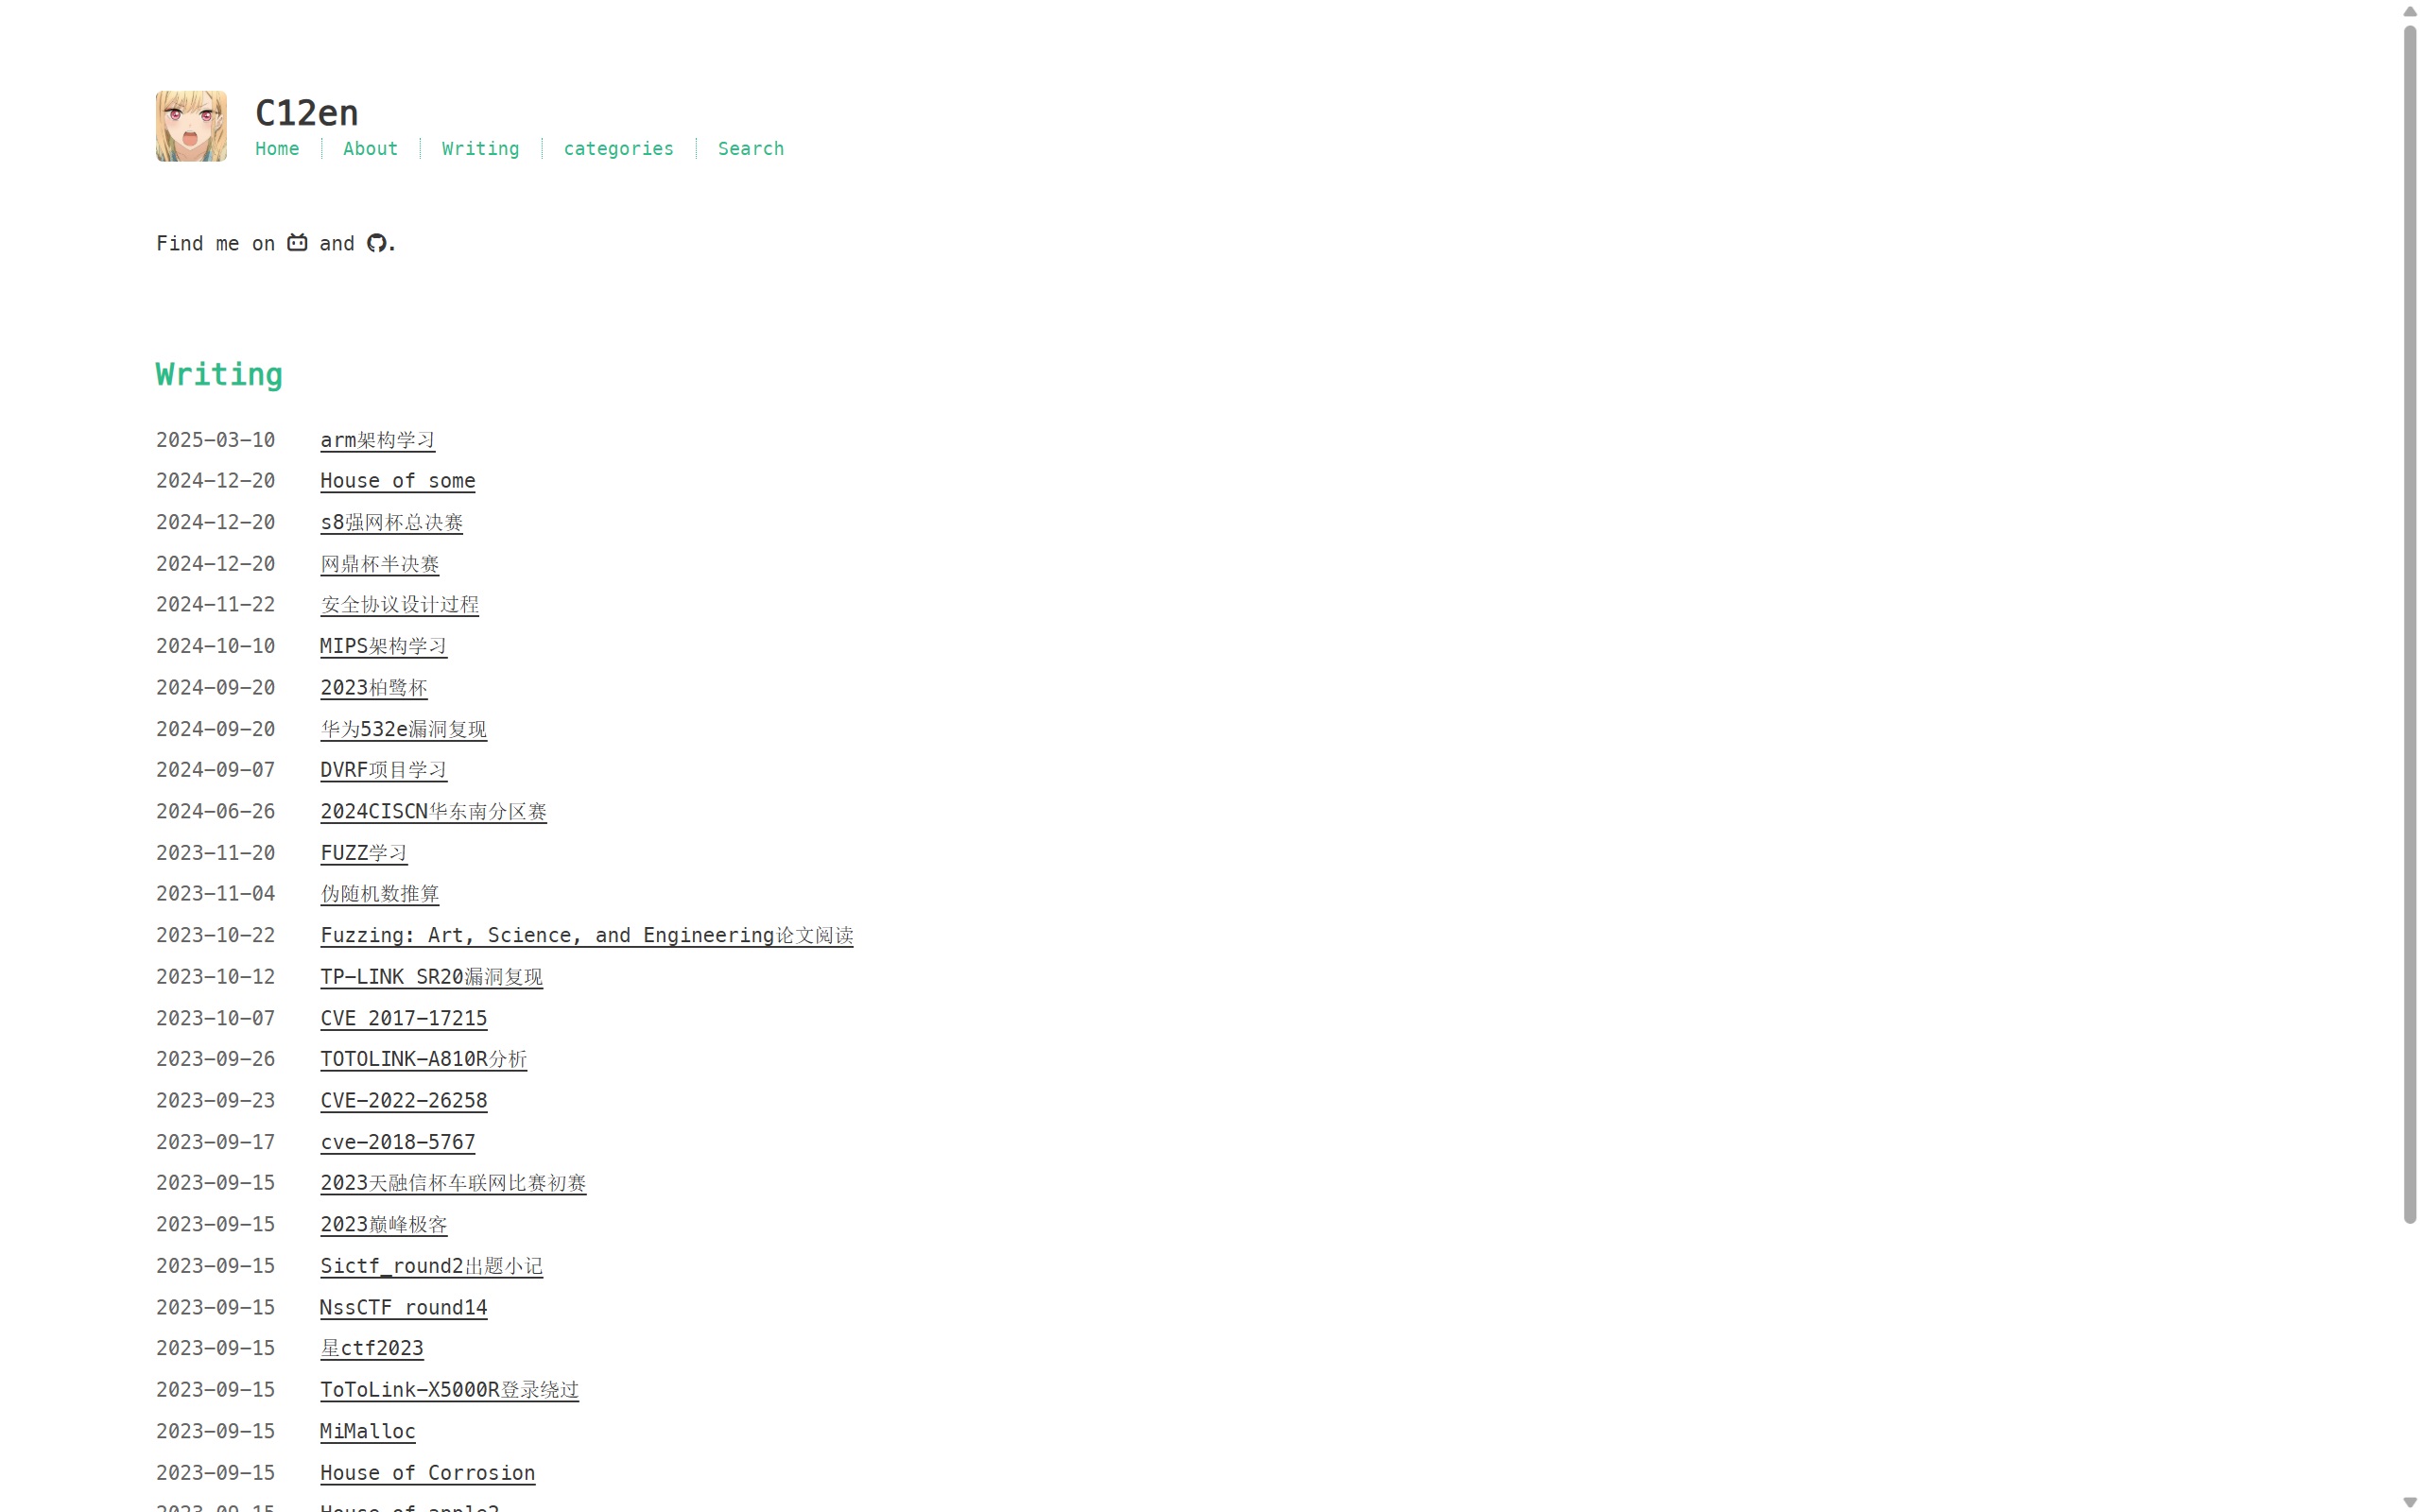 C12en
Home About Writing categories Search
Find me on and .
Writing
2025-03-10 arm架构学习
2024-12-20 House of some
2024-12-20 s8强网杯总决赛
2024-12-20 网鼎杯半决赛
2024-11-22 安全协议设计过程
2024-10-10 MIPS架构学习
2024-09-20 2023柏鹭杯
2024-09-20 华为532e漏洞复现
2024-09-07 DVRF项目学习
2024-06-26 2024CISCN华东南分区赛
2023-11-20 FUZZ学习
2023-11-04 伪随机数推算
2023-10-22 Fuzzing: Art, Science, and Engineering论文阅读
2023-10-12 TP-LINK SR20漏洞复现
2023-10-07 CVE 2017-17215
2023-09-26 TOTOLINK-A810R分析
2023-09-23 CVE-2022-26258
2023-09-17 cve-2018-5767
2023-09-15 2023天融信杯车联网比赛初赛
2023-09-15 2023巅峰极客
2023-09-15 Sictf_round2出题小记
2023-09-15 NssCTF round14
2023-09-15 星ctf2023
2023-09-15 ToToLink-X5000R登录绕过
2023-09-15 MiMalloc
2023-09-15 House of Corrosion
2023-09-15 House of apple2